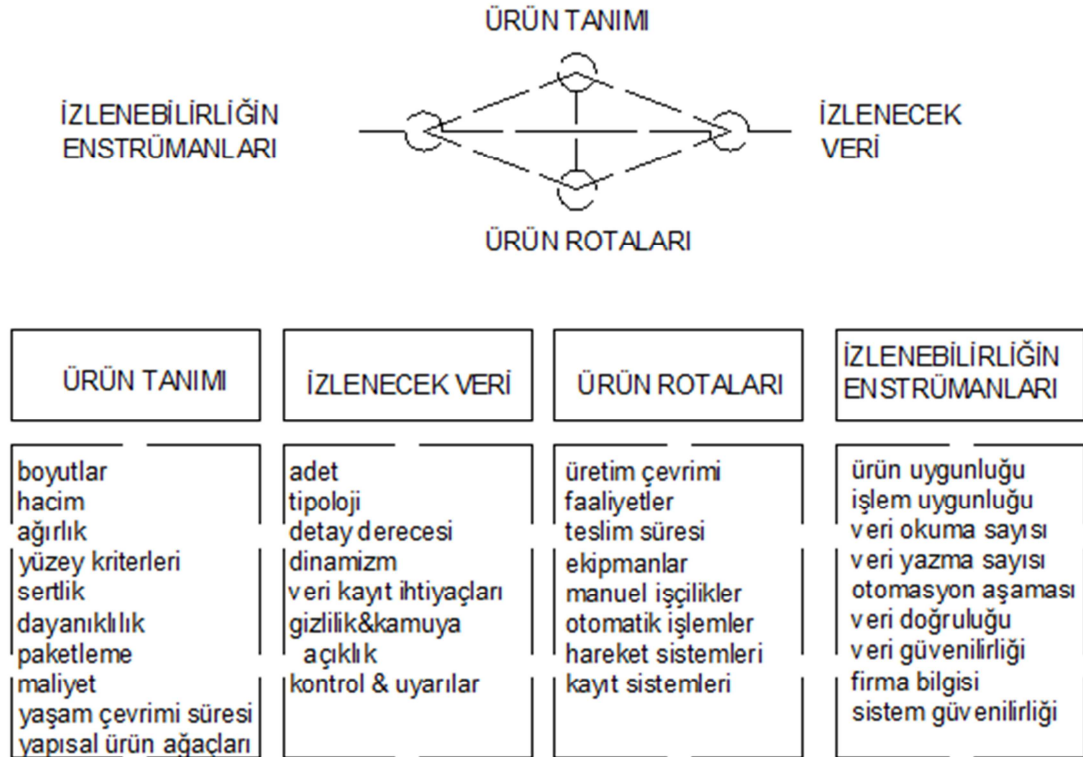 ÜRÜN TANIMI
İZLENEBİLİRLİĞİN
ENSTRÜMANLARI
İZLENECEK
VERİ
ÜRÜN ROTALARI
ÜRÜN TANIMI
boyutlar
hacim
ağırlık
yüzey kriterleri
sertlik
dayanıklılık
paketleme
maliyet
yaşam çevrimi süresi
yapısal ürün ağaçları
İZLENECEK VERİ
adet
tipoloji
detay derecesi
dinamizm
veri kayıt ihtiyaçları
gizlilik&kamuya
açıklık
kontrol & uyarılar
ÜRÜN ROTALARI
üretim çevrimi
faaliyetler
teslim süresi
ekipmanlar
manuel işçilikler
otomatik işlemler
hareket sistemleri
kayıt sistemleri
İZLENEBİLİRLİĞİN
ENSTRÜMANLARI
ürün uygunluğu
işlem uygunluğu
veri okuma sayısı
veri yazma sayısı
otomasyon aşaması
veri doğruluğu
veri güvenilirliği
firma bilgisi
sistem güvenilirliği